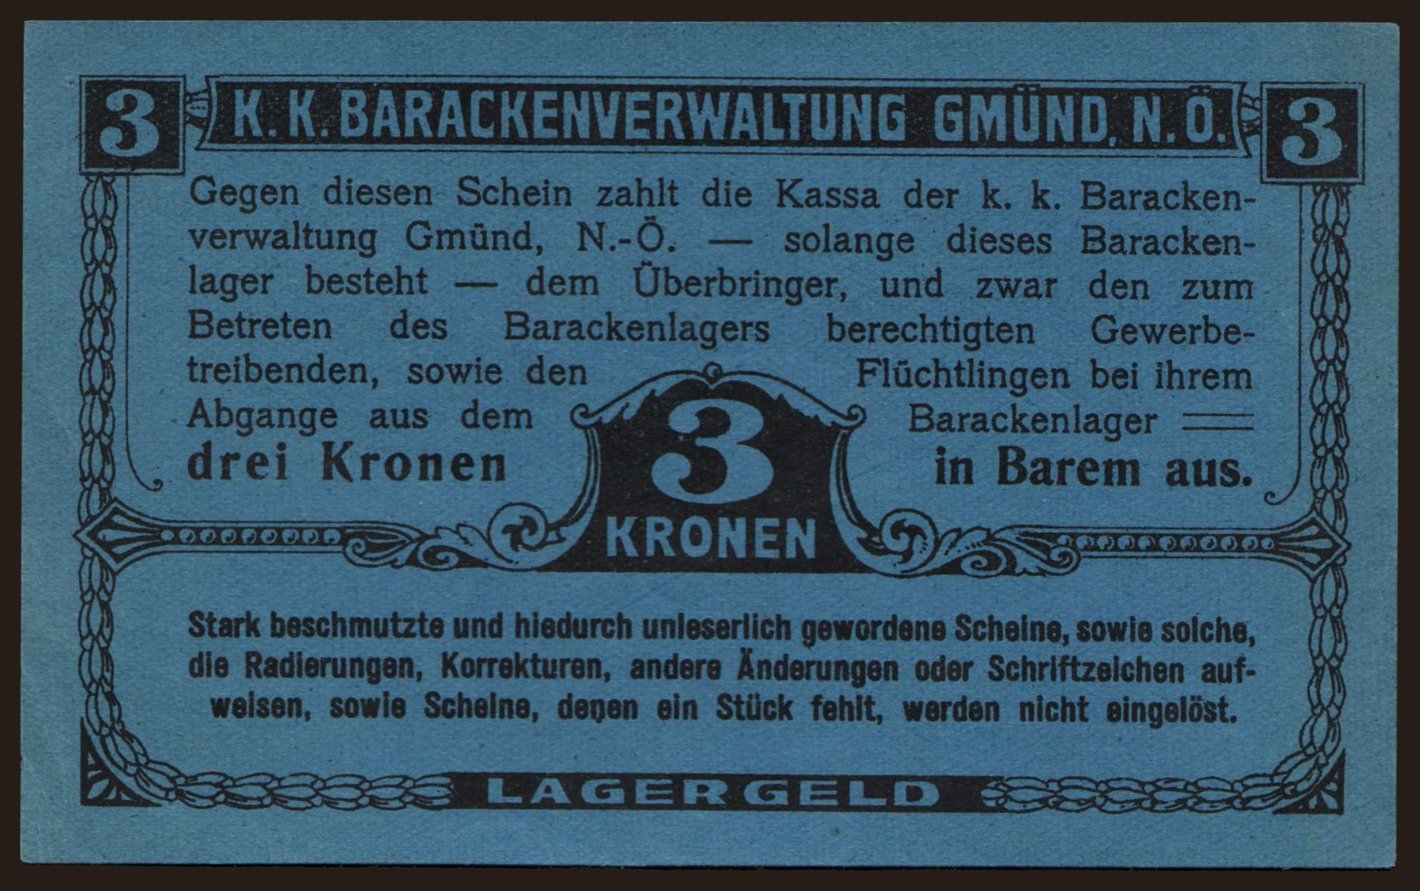 3 K. K. BARACKENVERWALTUNG GMÜND, N. Ö. 3
Gegen diesen Schein zahlt die Kassa der k. k. Baracken-
verwaltung Gmünd, N.-Ö. — solange dieses Baracken-
lager besteht — dem Überbringer, und zwar den zum
Betreten des Barackenlagers berechtigten Gewerbe-
treibenden, sowie den Flüchtlingen bei ihrem
Abgange aus dem Barackenlager
drei Kronen in Barem aus.
3
KRONEN
Stark beschmutzte und hiedurch unleserlich gewordene Scheine, sowie solche,
die Radierungen, Korrekturen, andere Änderungen oder Schriftzeichen auf-
weisen, sowie Scheine, denen ein Stück fehlt, werden nicht eingelöst.
LAGERGELD